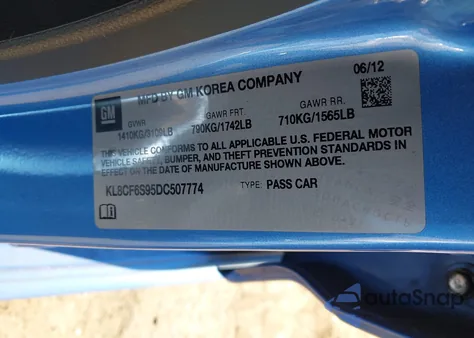 MFD BY GM KOREA COMPANY 06/12
GM
GVWR GAWR FRT. GAWR RR.
1410KG/3109LB 790KG/1742LB 710KG/1565LB
THIS VEHICLE CONFORMS TO ALL APPLICABLE U.S. FEDERAL MOTOR
VEHICLE SAFETY, BUMPER, AND THEFT PREVENTION STANDARDS IN
EFFECT ON THE DATE OF MANUFACTURE SHOWN ABOVE.
KL8CF6S95DC507774 TYPE: PASS CAR
autoSnap